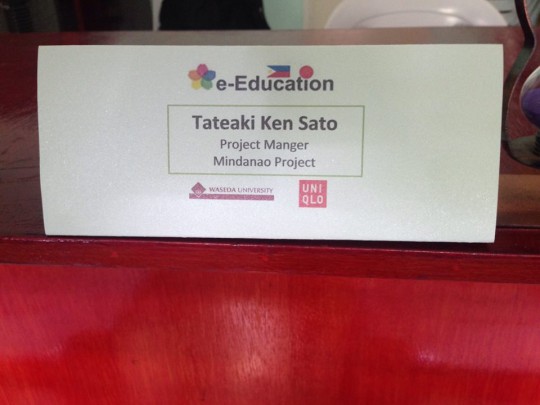 e-Education
Tateaki Ken Sato
Project Manger
Mindanao Project
WASEDA UNIVERSITY
UNI
QLO